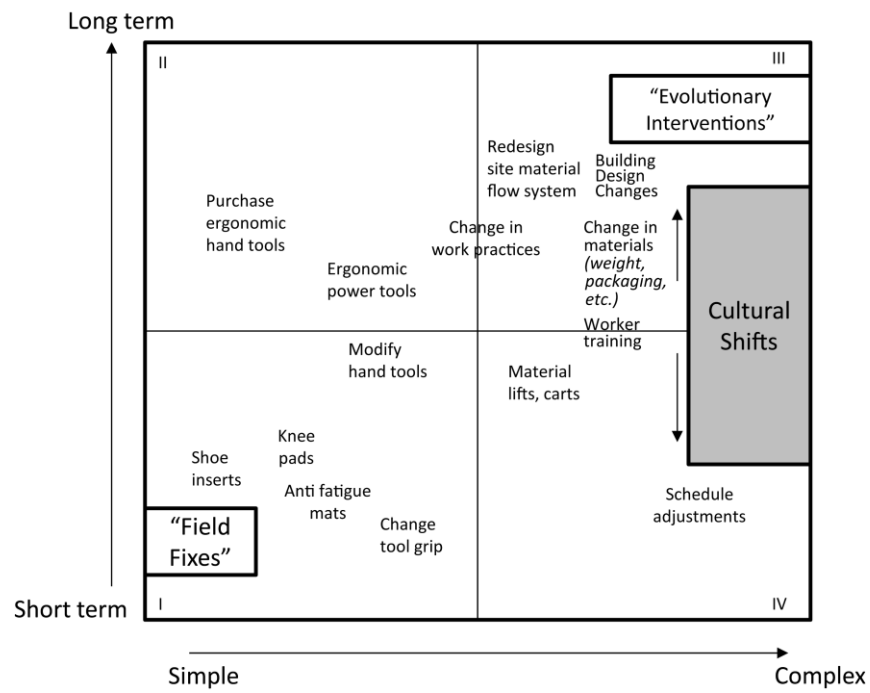 Long term
II
III
“Evolutionary
Interventions”
Redesign
site material
flow system
Building
Design
Changes
Purchase
ergonomic
hand tools
Change in
work practices
Change in
materials
(weight,
packaging,
etc.)
Ergonomic
power tools
Cultural
Shifts
Worker
training
Modify
hand tools
Material
lifts, carts
Knee
pads
Shoe
inserts
Anti fatigue
mats
Schedule
adjustments
“Field
Fixes”
Change
tool grip
Short term
I
IV
Simple
Complex